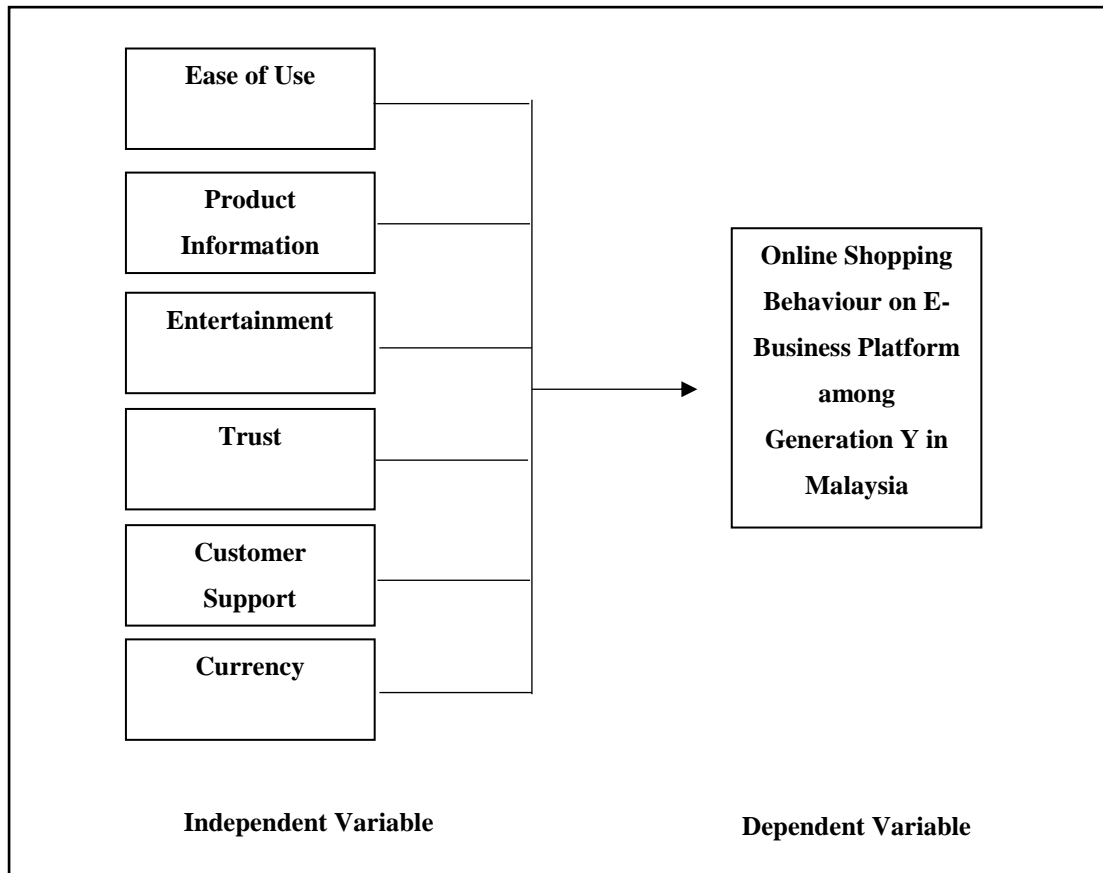 Ease of Use
Product
Information
Entertainment
Trust
Customer
Support
Currency
Independent Variable
Online Shopping
Behaviour on E-
Business Platform
among
Generation Y in
Malaysia
Dependent Variable